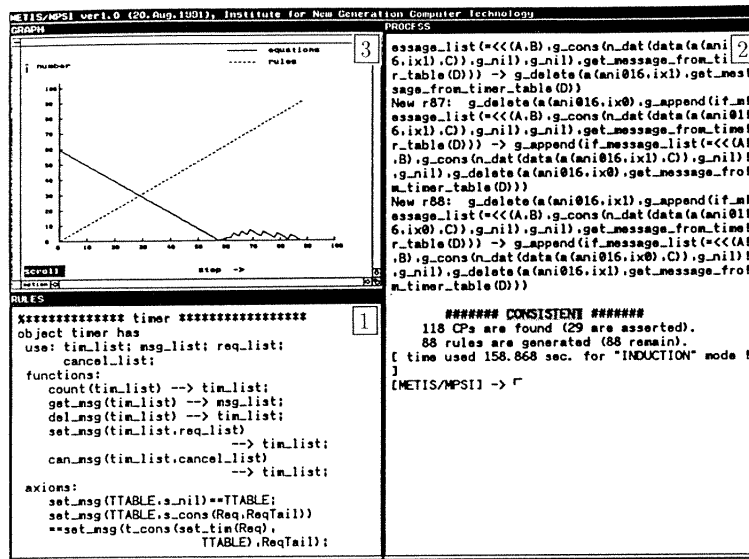 METIS/MPSI ver1.0 (20.Aug.1991), Institute for New Generation Computer Technology
GRAPH
3
equations
rules
number
100
90
80
70
60
50
40
30
20
10
0
0 10 20 30 40 50 60 70 80 90 100
scroll
step ->
option
RULES
1
%************* timer *****************
object timer has
use: tim_list; msg_list; req_list;
cancel_list;
functions:
count(tim_list) --> tim_list;
get_msg(tim_list) --> msg_list;
del_msg(tim_list) --> tim_list;
set_msg(tim_list,req_list)
--> tim_list;
can_msg(tim_list,cancel_list)
--> tim_list;
axioms:
set_msg(TTABLE,s_nil)==TTABLE;
set_msg(TTABLE,s_cons(Req,ReqTail))
==set_msg(t_cons(set_tim(Req),
TTABLE),ReqTail);
PROCESS
2
essage_list(=<<(A,B),g_cons(n_dat(data(a(ani
6,ix1),C)),g_nil),g_nil),get_message_from_ti
r_table(D))) -> g_delete(a(ani016,ix1),get_mes!
sage_from_timer_table(D))
New r87: g_delete(a(ani016,ix0),g_append(if_m!
essage_list(=<<(A,B),g_cons(n_dat(data(a(ani01!
6,ix1),C)),g_nil),g_nil),get_message_from_time!
r_table(D))) -> g_append(if_message_list(=<<(A!
,B),g_cons(n_dat(data(a(ani016,ix1),C)),g_nil)!
,g_nil),g_delete(a(ani016,ix0),get_message_fro!
m_timer_table(D)))
New r88: g_delete(a(ani016,ix1),g_append(if_m!
essage_list(=<<(A,B),g_cons(n_dat(data(a(ani01!
6,ix0),C)),g_nil),g_nil),get_message_from_time!
r_table(D))) -> g_append(if_message_list(=<<(A!
,B),g_cons(n_dat(data(a(ani016,ix0),C)),g_nil)!
,g_nil),g_delete(a(ani016,ix1),get_message_fro!
m_timer_table(D)))
####### CONSISTENT #######
118 CPs are found (29 are asserted).
88 rules are generated (88 remain).
[ time used 158.868 sec. for "INDUCTION" mode !
]
[METIS/MPSI] ->